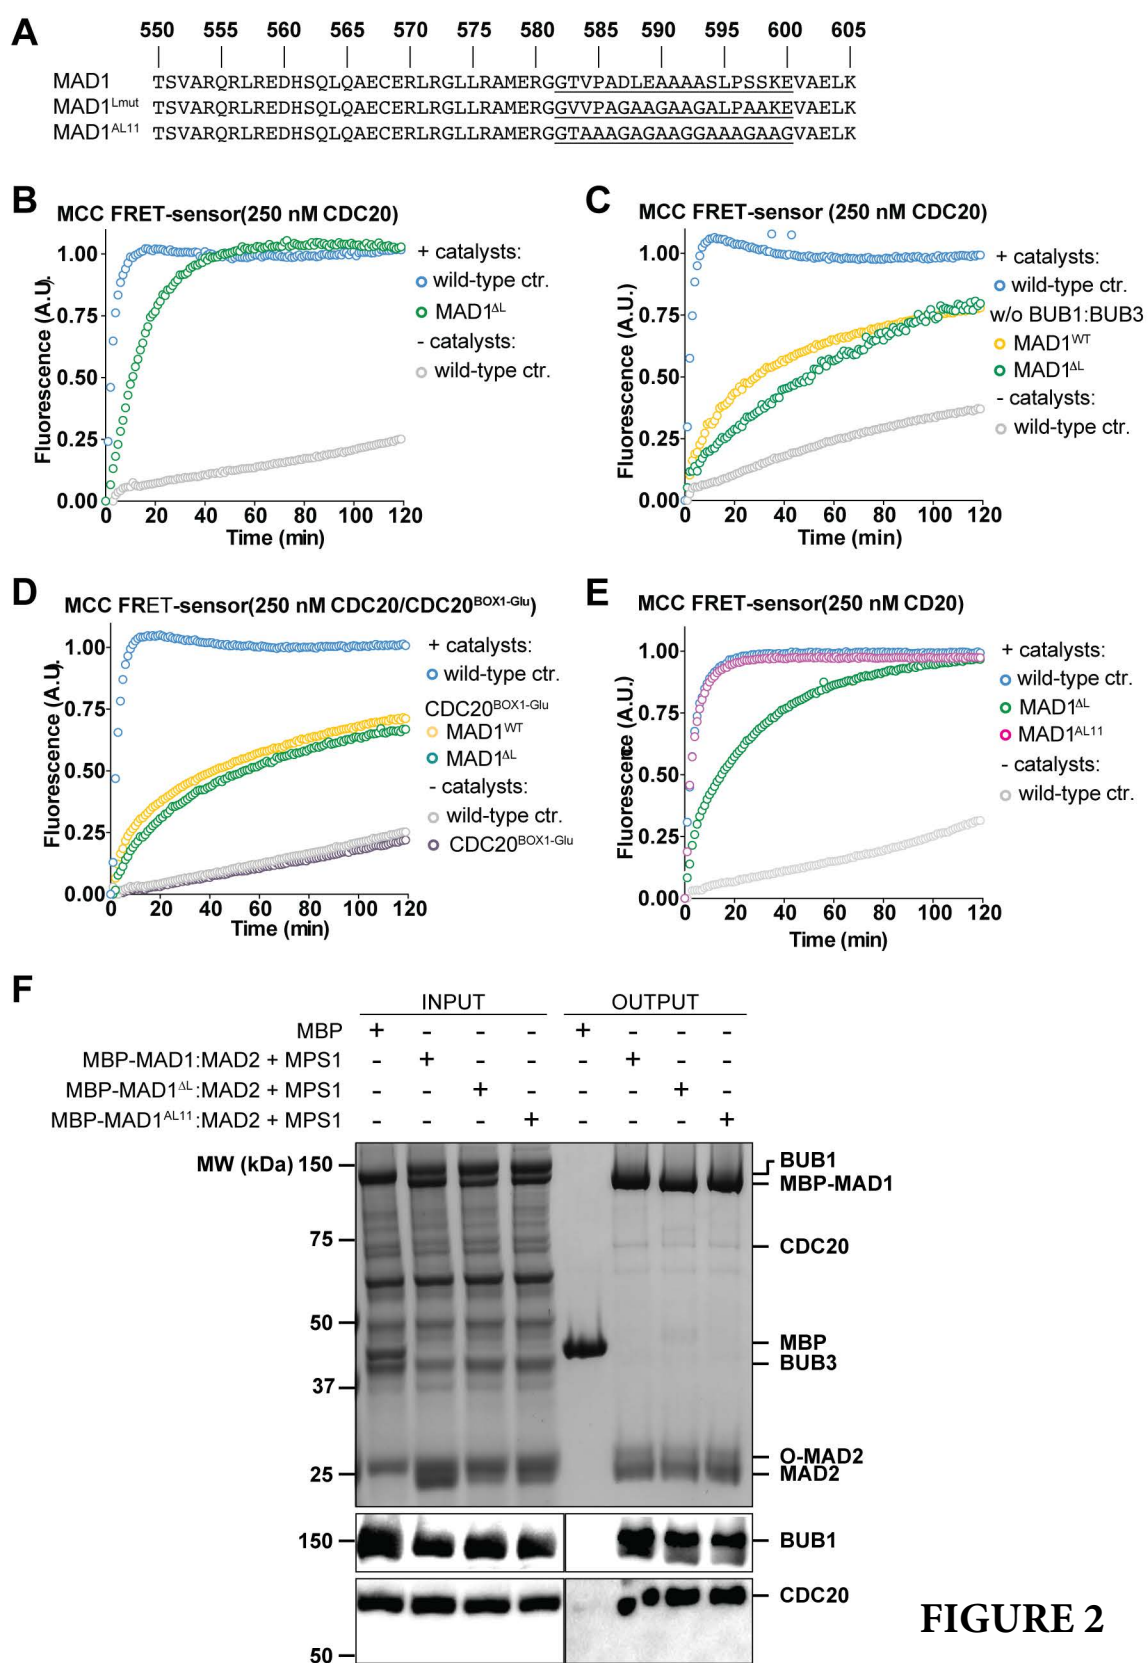 A
550 555 560 565 570 575 580 585 590 595 600 605
MAD1 TSVARQRLREDHSQLQAECERLRGLLRAMERGGTVPADLEAAAASLPSSKEVAELK
MAD1Lmut TSVARQRLREDHSQLQAECERLRGLLRAMERGGVVPAGAAGAAGALPAAKEVAELK
MAD1AL11 TSVARQRLREDHSQLQAECERLRGLLRAMERGGTAAAGAGAAGGAAAGAAGVAELK
B
MCC FRET-sensor(250 nM CDC20)
Fluorescence (A.U.)
1.00
0.75
0.50
0.25
0.00
0 20 40 60 80 100 120
Time (min)
+ catalysts:
wild-type ctr.
MAD1ΔL
- catalysts:
wild-type ctr.
C
MCC FRET-sensor (250 nM CDC20)
Fluorescence (A.U.)
1.00
0.75
0.50
0.25
0.00
0 20 40 60 80 100 120
Time (min)
+ catalysts:
wild-type ctr.
w/o BUB1:BUB3
MAD1WT
MAD1ΔL
- catalysts:
wild-type ctr.
D
MCC FRET-sensor(250 nM CDC20/CDC20BOX1-Glu)
Fluorescence (A.U.)
1.00
0.75
0.50
0.25
0.00
0 20 40 60 80 100 120
Time (min)
+ catalysts:
wild-type ctr.
CDC20BOX1-Glu
MAD1WT
MAD1ΔL
- catalysts:
wild-type ctr.
CDC20BOX1-Glu
E
MCC FRET-sensor(250 nM CD20)
Fluorescence (A.U.)
1.00
0.75
0.50
0.25
0.00
0 20 40 60 80 100 120
Time (min)
+ catalysts:
wild-type ctr.
MAD1ΔL
MAD1AL11
- catalysts:
wild-type ctr.
F
INPUT OUTPUT
MBP + - - - + - - -
MBP-MAD1:MAD2 + MPS1 - + - - - + - -
MBP-MAD1ΔL:MAD2 + MPS1 - - + - - - + -
MBP-MAD1AL11:MAD2 + MPS1 - - - + - - - +
MW (kDa) 150
75
50
37
25
BUB1
MBP-MAD1
CDC20
MBP
BUB3
O-MAD2
MAD2
150 BUB1
CDC20
50
FIGURE 2